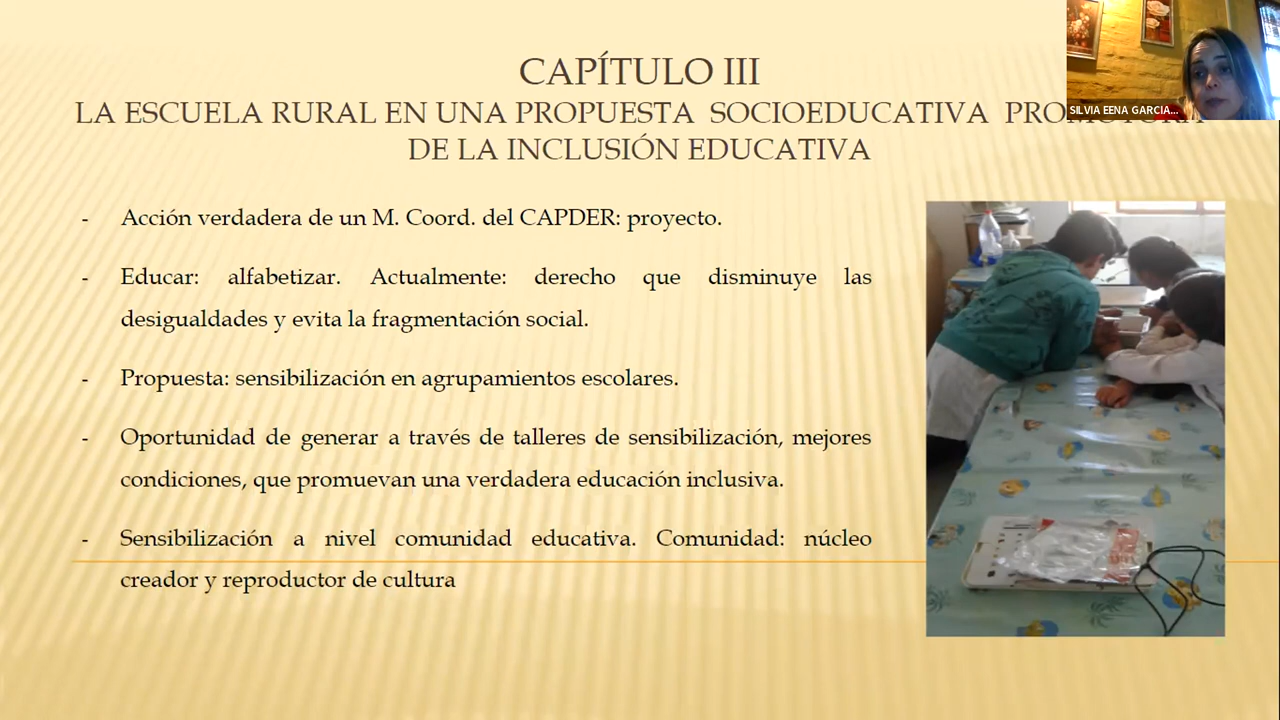 CAPÍTULO III
LA ESCUELA RURAL EN UNA PROPUESTA SOCIOEDUCATIVA
DE LA INCLUSIÓN EDUCATIVA
SILVIA EENA GARCIA...
- Acción verdadera de un M. Coord. del CAPDER: proyecto.
- Educar: alfabetizar. Actualmente: derecho que disminuye las
desigualdades y evita la fragmentación social.
- Propuesta: sensibilización en agrupamientos escolares.
- Oportunidad de generar a través de talleres de sensibilización, mejores
condiciones, que promuevan una verdadera educación inclusiva.
- Sensibilización a nivel comunidad educativa. Comunidad: núcleo
creador y reproductor de cultura